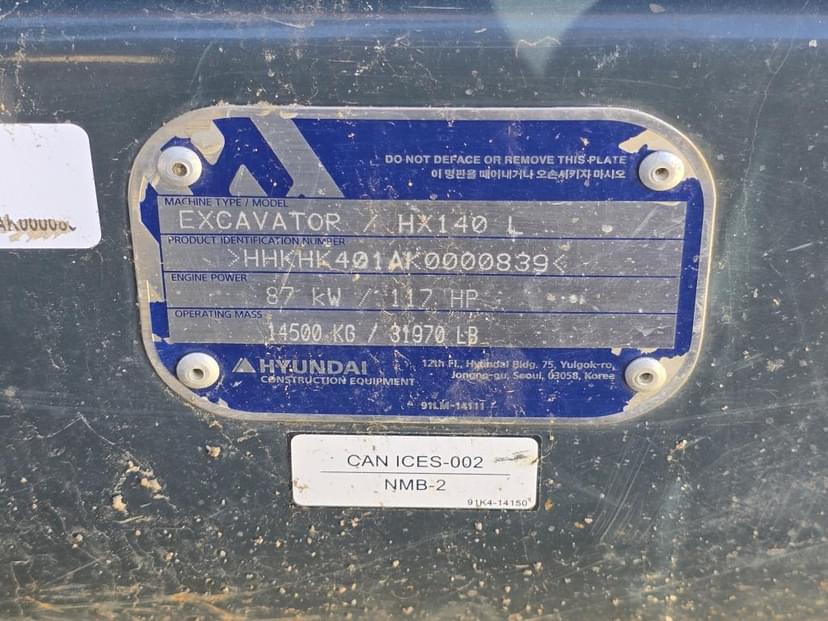 DO NOT DEFACE OR REMOVE THIS PLATE
이 명판을 떼어내거나 오손시키지 마시오
MACHINE TYPE / MODEL
EXCAVATOR / HX140 L
PRODUCT IDENTIFICATION NUMBER
>HHKHK401AK0000839<
ENGINE POWER
87 kW / 117 HP
OPERATING MASS
14500 KG / 31970 LB
HYUNDAI
CONSTRUCTION EQUIPMENT
12th Fl., Hyundai Bldg. 75, Yulgok-ro,
Jongno-gu, Seoul, 03058, Korea
91LM-14111
CAN ICES-002
NMB-2
91K4-14150